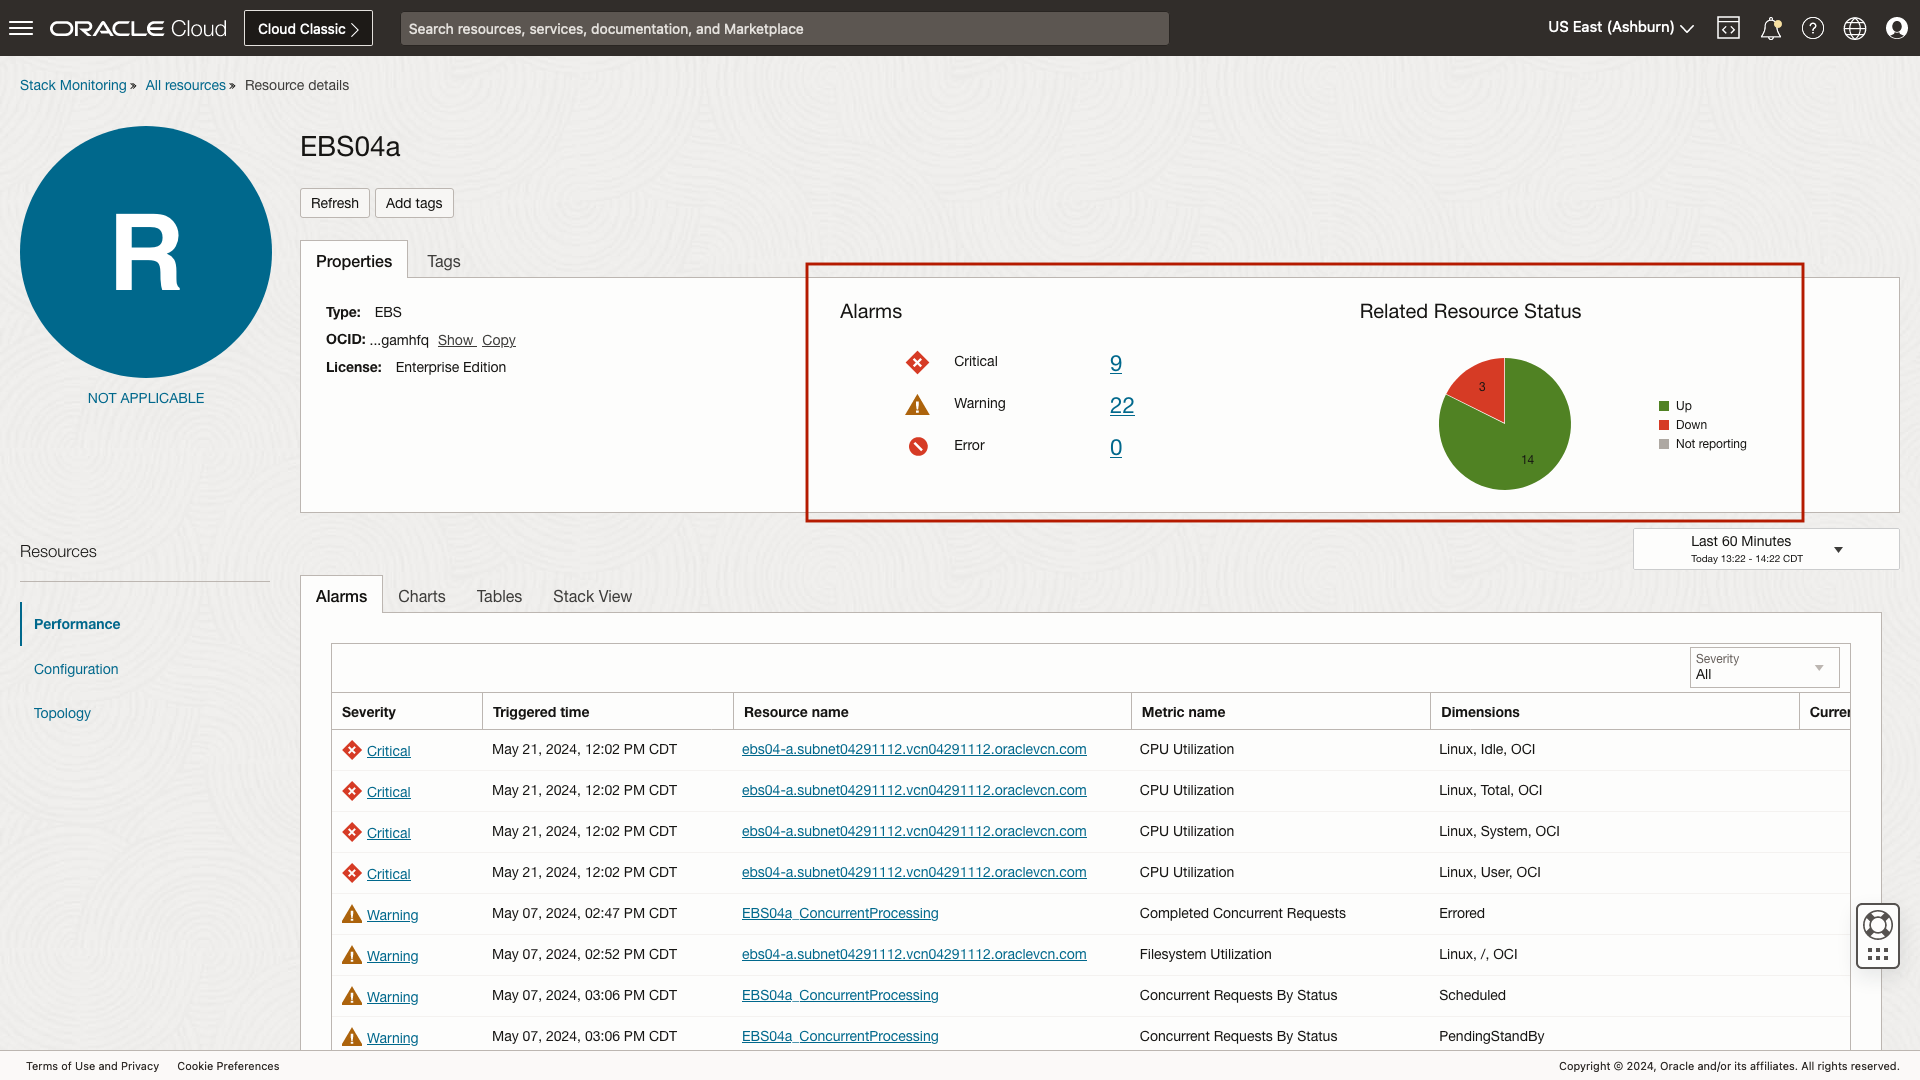 ORACLE Cloud
Cloud Classic
Search resources, services, documentation, and Marketplace
US East (Ashburn)
Stack Monitoring » All resources » Resource details
R
NOT APPLICABLE
EBS04a
Refresh
Add tags
Properties
Tags
Type: EBS
OCID: ...gamhfq Show Copy
License: Enterprise Edition
Alarms
Critical 9
Warning 22
Error 0
Related Resource Status
3
14
Up
Down
Not reporting
Last 60 Minutes
Today 13:22 - 14:22 CDT
Resources
Performance
Configuration
Topology
Alarms
Charts
Tables
Stack View
Severity
All
Severity Triggered time Resource name Metric name Dimensions Curren
Critical May 21, 2024, 12:02 PM CDT ebs04-a.subnet04291112.vcn04291112.oraclevcn.com CPU Utilization Linux, Idle, OCI
Critical May 21, 2024, 12:02 PM CDT ebs04-a.subnet04291112.vcn04291112.oraclevcn.com CPU Utilization Linux, Total, OCI
Critical May 21, 2024, 12:02 PM CDT ebs04-a.subnet04291112.vcn04291112.oraclevcn.com CPU Utilization Linux, System, OCI
Critical May 21, 2024, 12:02 PM CDT ebs04-a.subnet04291112.vcn04291112.oraclevcn.com CPU Utilization Linux, User, OCI
Warning May 07, 2024, 02:47 PM CDT EBS04a_ConcurrentProcessing Completed Concurrent Requests Errored
Warning May 07, 2024, 02:52 PM CDT ebs04-a.subnet04291112.vcn04291112.oraclevcn.com Filesystem Utilization Linux, /, OCI
Warning May 07, 2024, 03:06 PM CDT EBS04a_ConcurrentProcessing Concurrent Requests By Status Scheduled
Warning May 07, 2024, 03:06 PM CDT EBS04a_ConcurrentProcessing Concurrent Requests By Status PendingStandBy
Terms of Use and Privacy Cookie Preferences
Copyright © 2024, Oracle and/or its affiliates. All rights reserved.